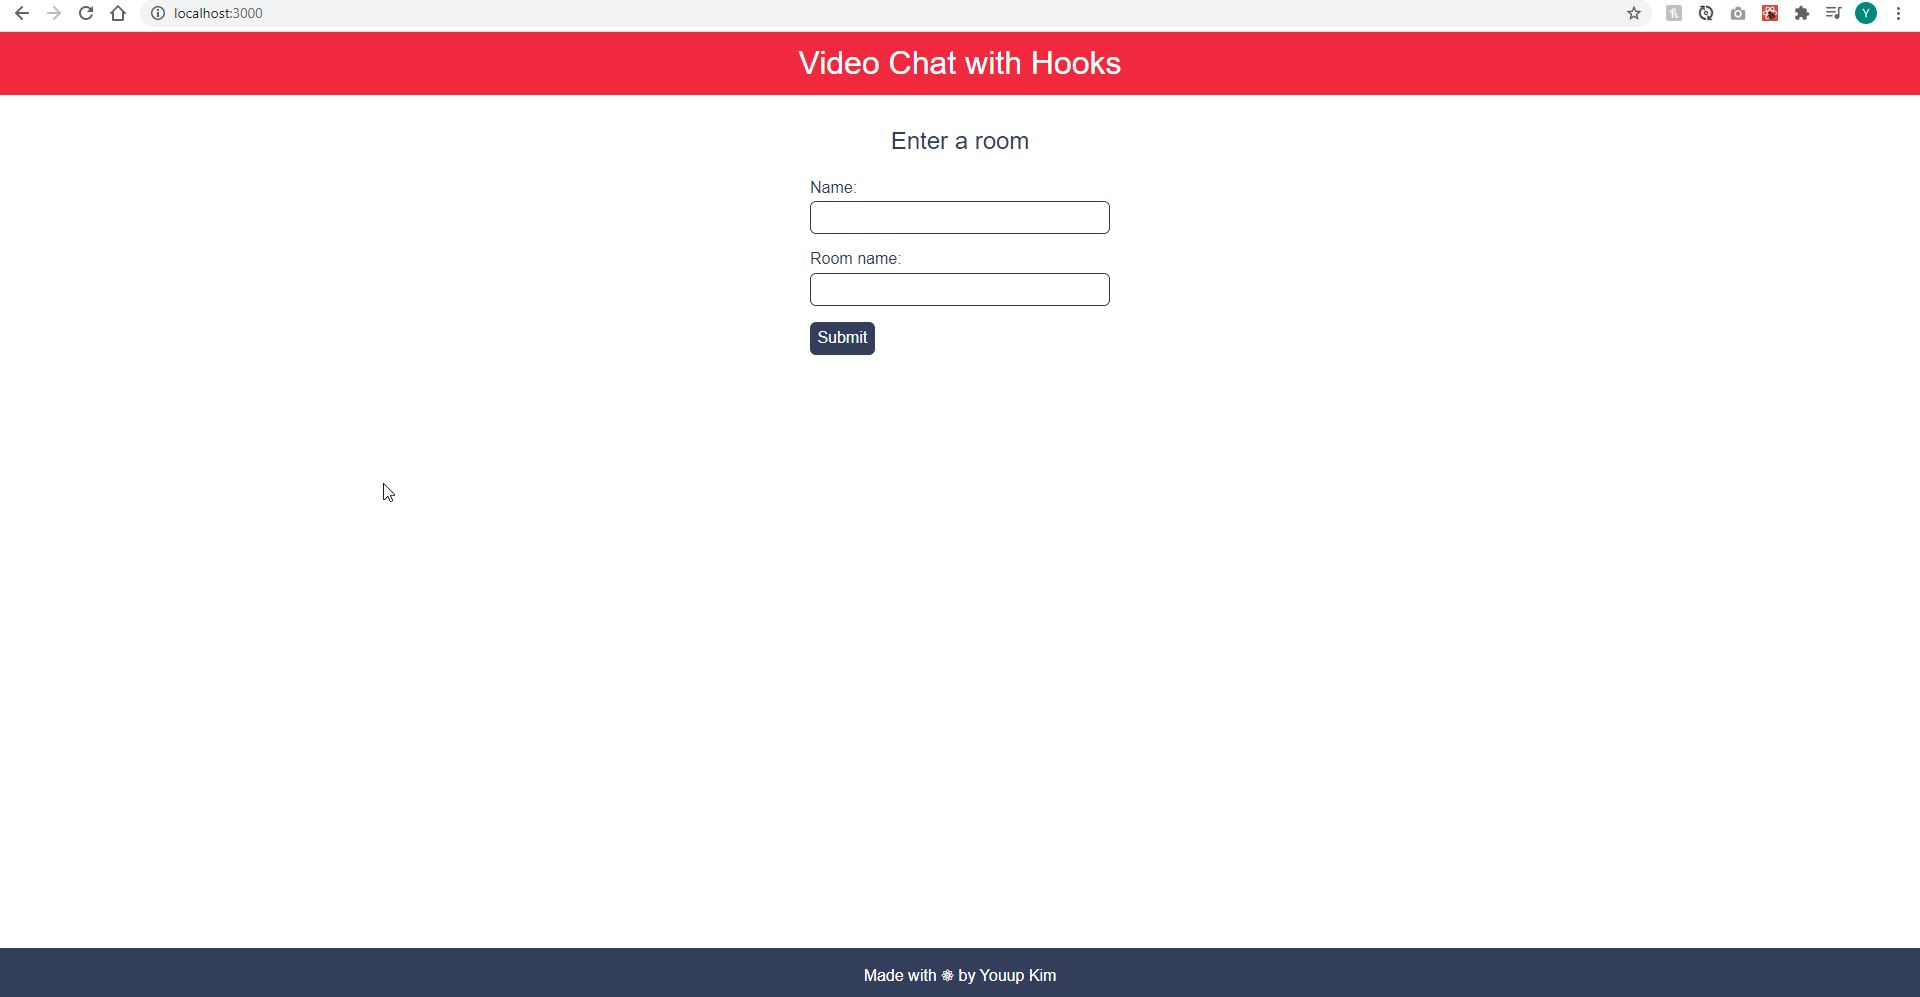 localhost:3000
Y
Video Chat with Hooks
Enter a room
Name:
Room name:
Submit
Made with ⚛ by Youup Kim